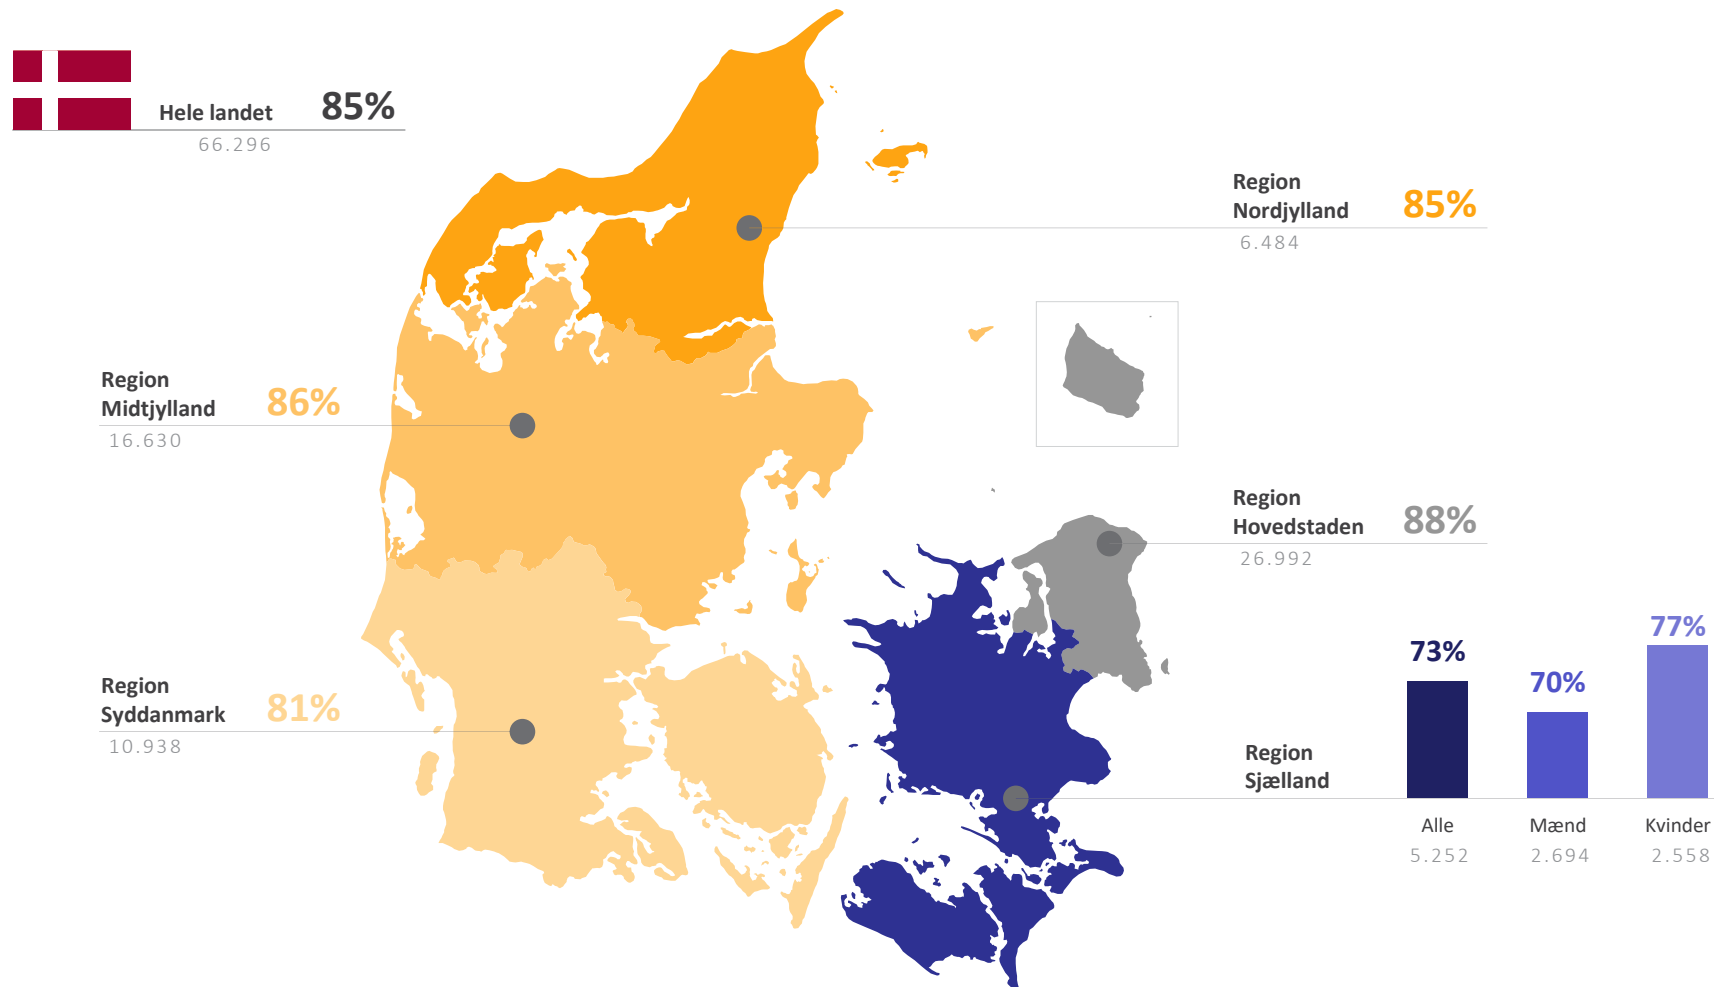 Hele landet 85%
66.296
Region
Nordjylland 85%
6.484
Region
Midtjylland 86%
16.630
Region
Hovedstaden 88%
26.992
Region
Syddanmark 81%
10.938
Region
Sjælland
73% 70% 77%
Alle Mænd Kvinder
5.252 2.694 2.558